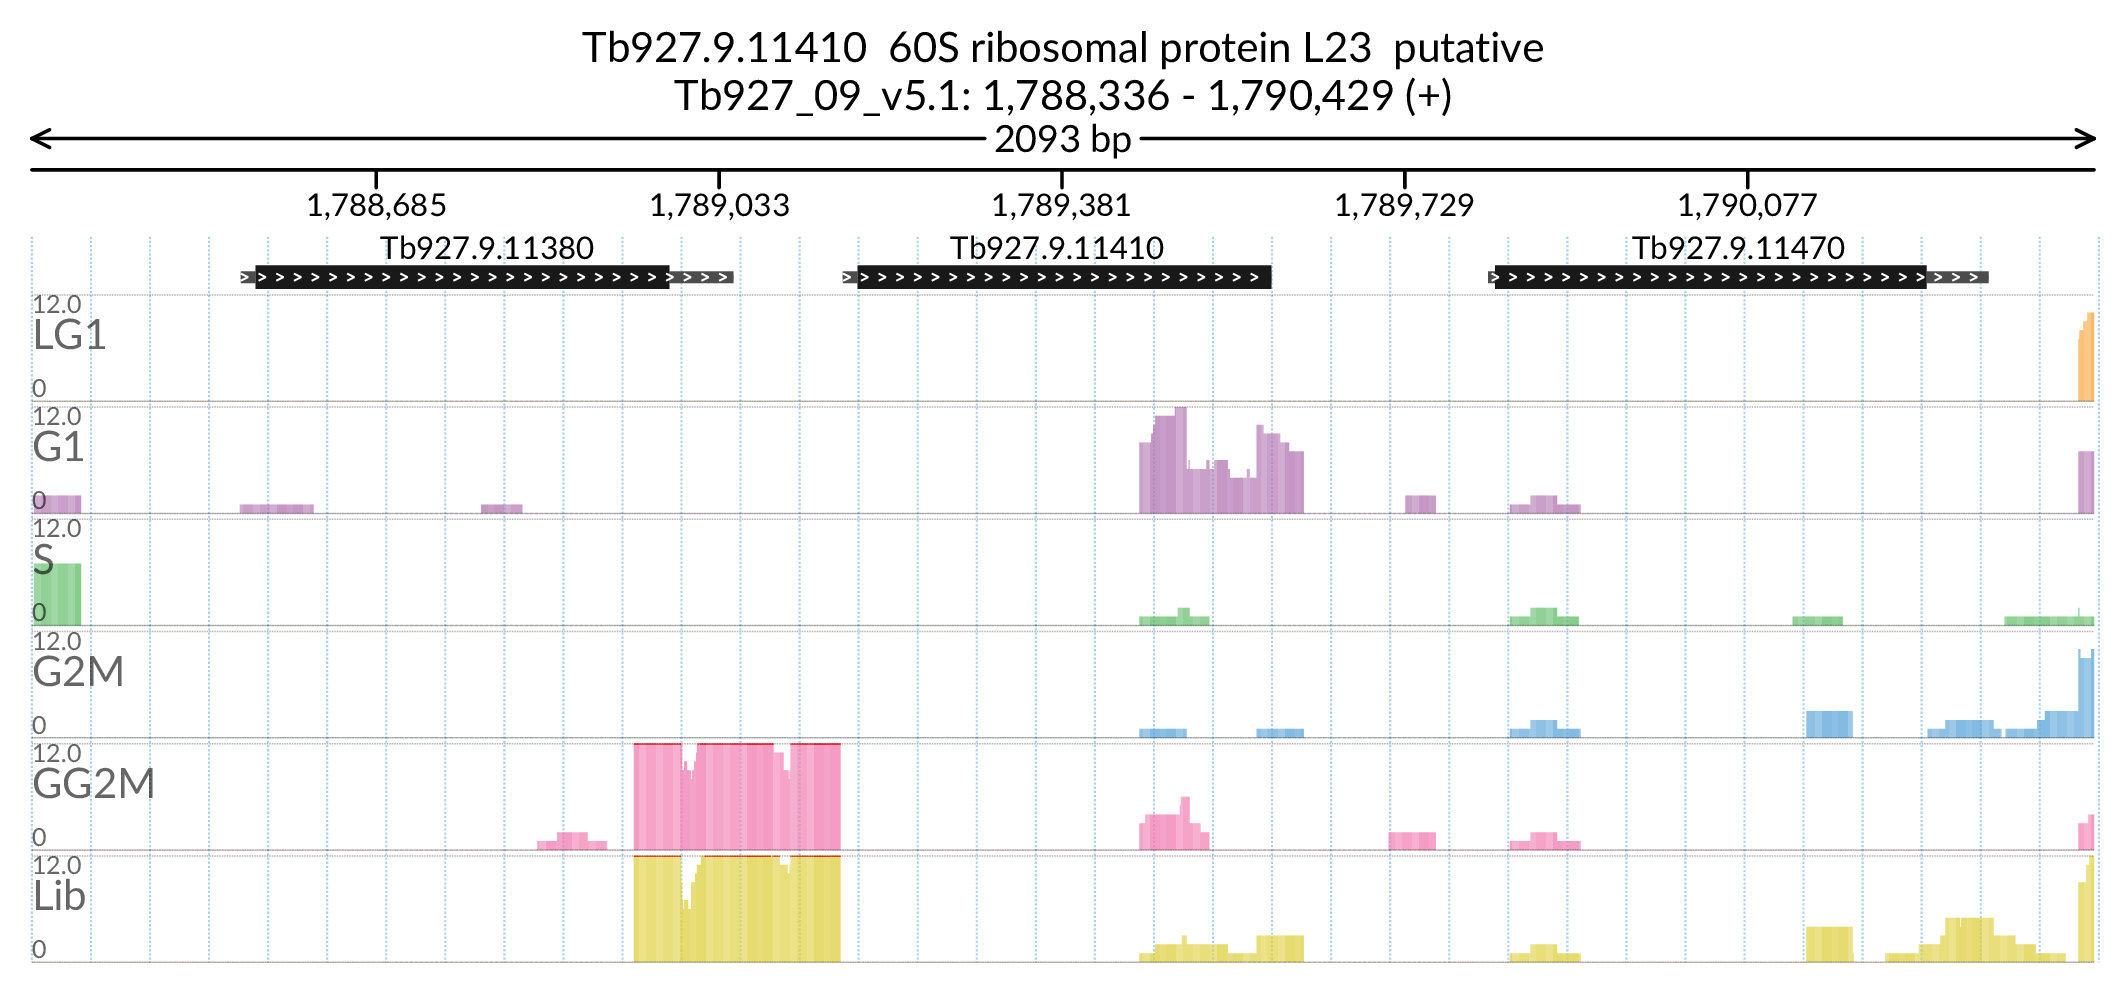 Tb927.9.11410 60S ribosomal protein L23 putative
Tb927_09_v5.1: 1,788,336 - 1,790,429 (+)
2093 bp
1,788,685 1,789,033 1,789,381 1,789,729 1,790,077
Tb927.9.11380 Tb927.9.11410 Tb927.9.11470
12.0
LG1
0
12.0
G1
0
12.0
S
0
12.0
G2M
0
12.0
GG2M
0
12.0
Lib
0